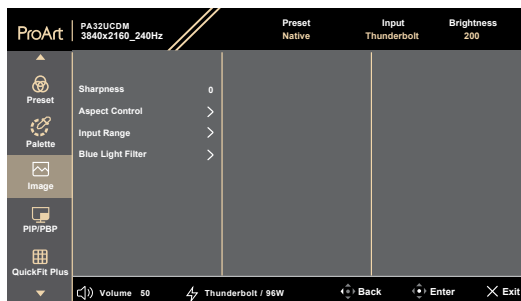 ProArt
PA32UCDM
3840x2160_240Hz
Preset
Native
Input
Thunderbolt
Brightness
200
Preset
Palette
Image
PIP/PBP
QuickFit Plus
Sharpness 0
Aspect Control
Input Range
Blue Light Filter
Volume 50
Thunderbolt / 96W
Back
Enter
Exit